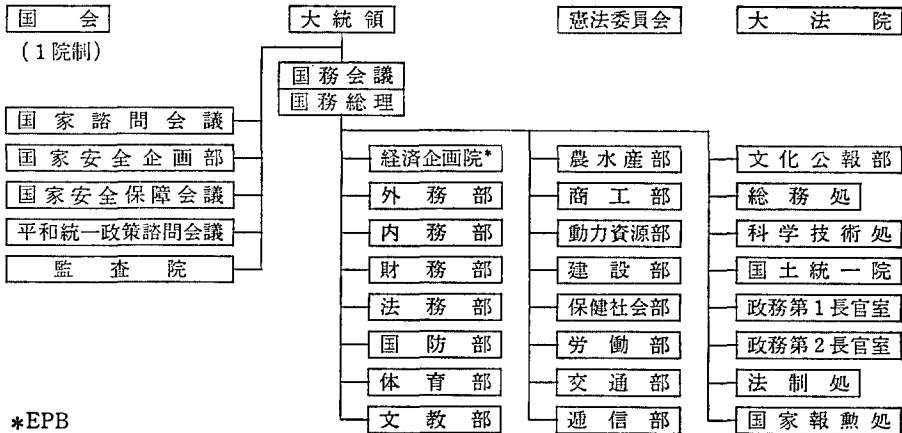 国会 大統領 憲法委員会 大法院
(1院制)
国務会議
国務総理
国家諮問会議
国家安全企画部 経済企画院* 農水産部 文化公報部
国家安全保障会議 外務部 商工部 総務処
平和統一政策諮問会議 内務部 動力資源部 科学技術処
監査院 財務部 建設部 国土統一院
法務部 保健社会部 政務第1長官室
国防部 労働部 政務第2長官室
体育部 交通部 法制処
文教部 逓信部 国家報勲処
*EPB